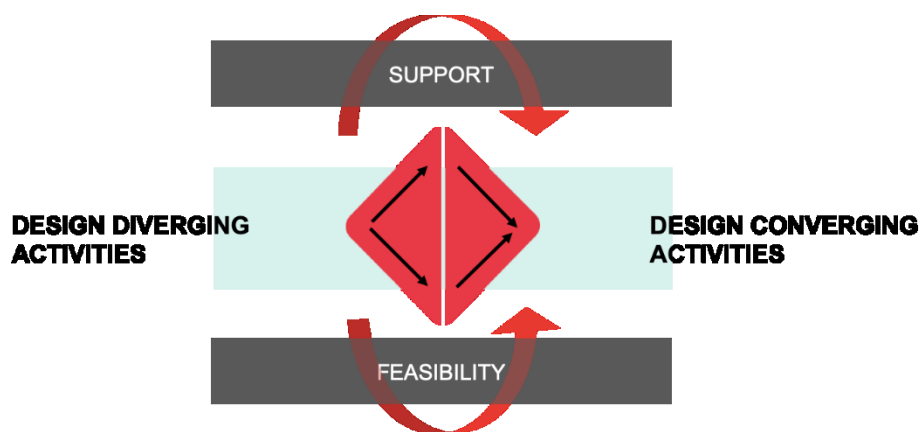 SUPPORT
DESIGN DIVERGING
ACTIVITIES
DESIGN CONVERGING
ACTIVITIES
FEASIBILITY